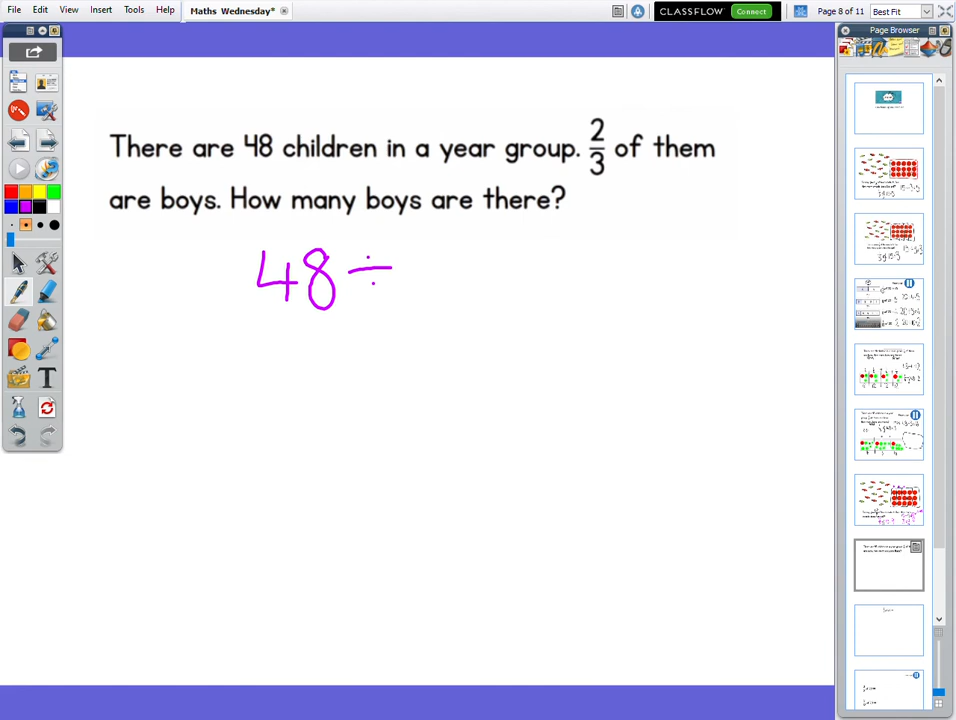 File Edit View Insert Tools Help Maths Wednesday* CLASSFLOW Connect Page 8 of 11 Best Fit
Page Browser
There are 48 children in a year group. 2/3 of them
are boys. How many boys are there?
48 ÷
T